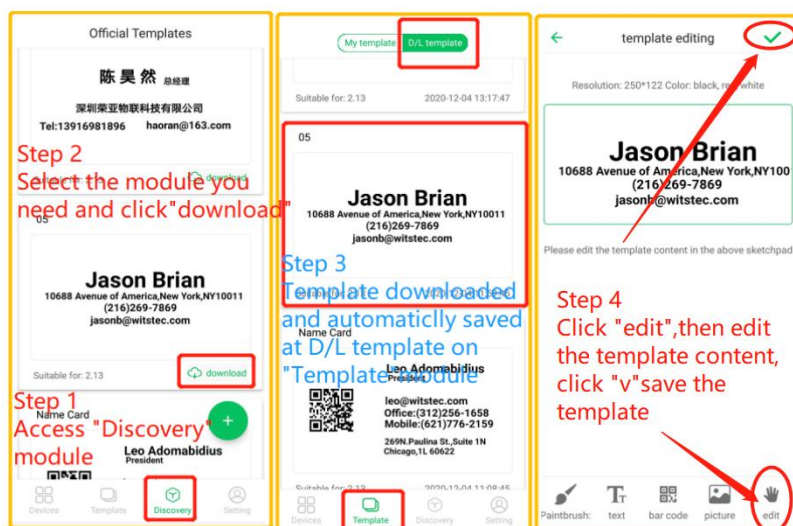 Official Templates
陈昊然 总经理
深圳荣亚物联科技有限公司
Tel:13916981896 haoran@163.com
Step 2
Select the module you
need and click"download"
Suitable for: 2.13
download
05
Jason Brian
10688 Avenue of America,New York,NY10011
(216)269-7869
jasonb@witstec.com
Suitable for: 2.13
download
Step 1
Access "Discovery"
module
Name Card
Leo Adomabidius
President
+
Devices
Template
Discovery
Setting
My template
D/L template
Suitable for: 2.13
2020-12-04 13:17:47
05
Jason Brian
10688 Avenue of America,New York,NY10011
(216)269-7869
jasonb@witstec.com
Step 3
Template downloaded
and automaticlly saved
at D/L template on
"Template module"
Name Card
Leo Adomabidius
President
leo@witstec.com
Office:(312)256-1658
Mobile:(621)776-2159
269N.Paulina St.,Suite 1N
Chicago,1L 60622
Suitable for: 2.13
2020-12-04 11:08:45
Devices
Template
Discovery
Setting
template editing
Resolution: 250*122 Color: black, red, white
Jason Brian
10688 Avenue of America,New York,NY100
(216)269-7869
jasonb@witstec.com
Please edit the template content in the above sketchpad
Step 4
Click "edit",then edit
the template content,
click "v"save the
template
Paintbrush:
text
bar code
picture
edit